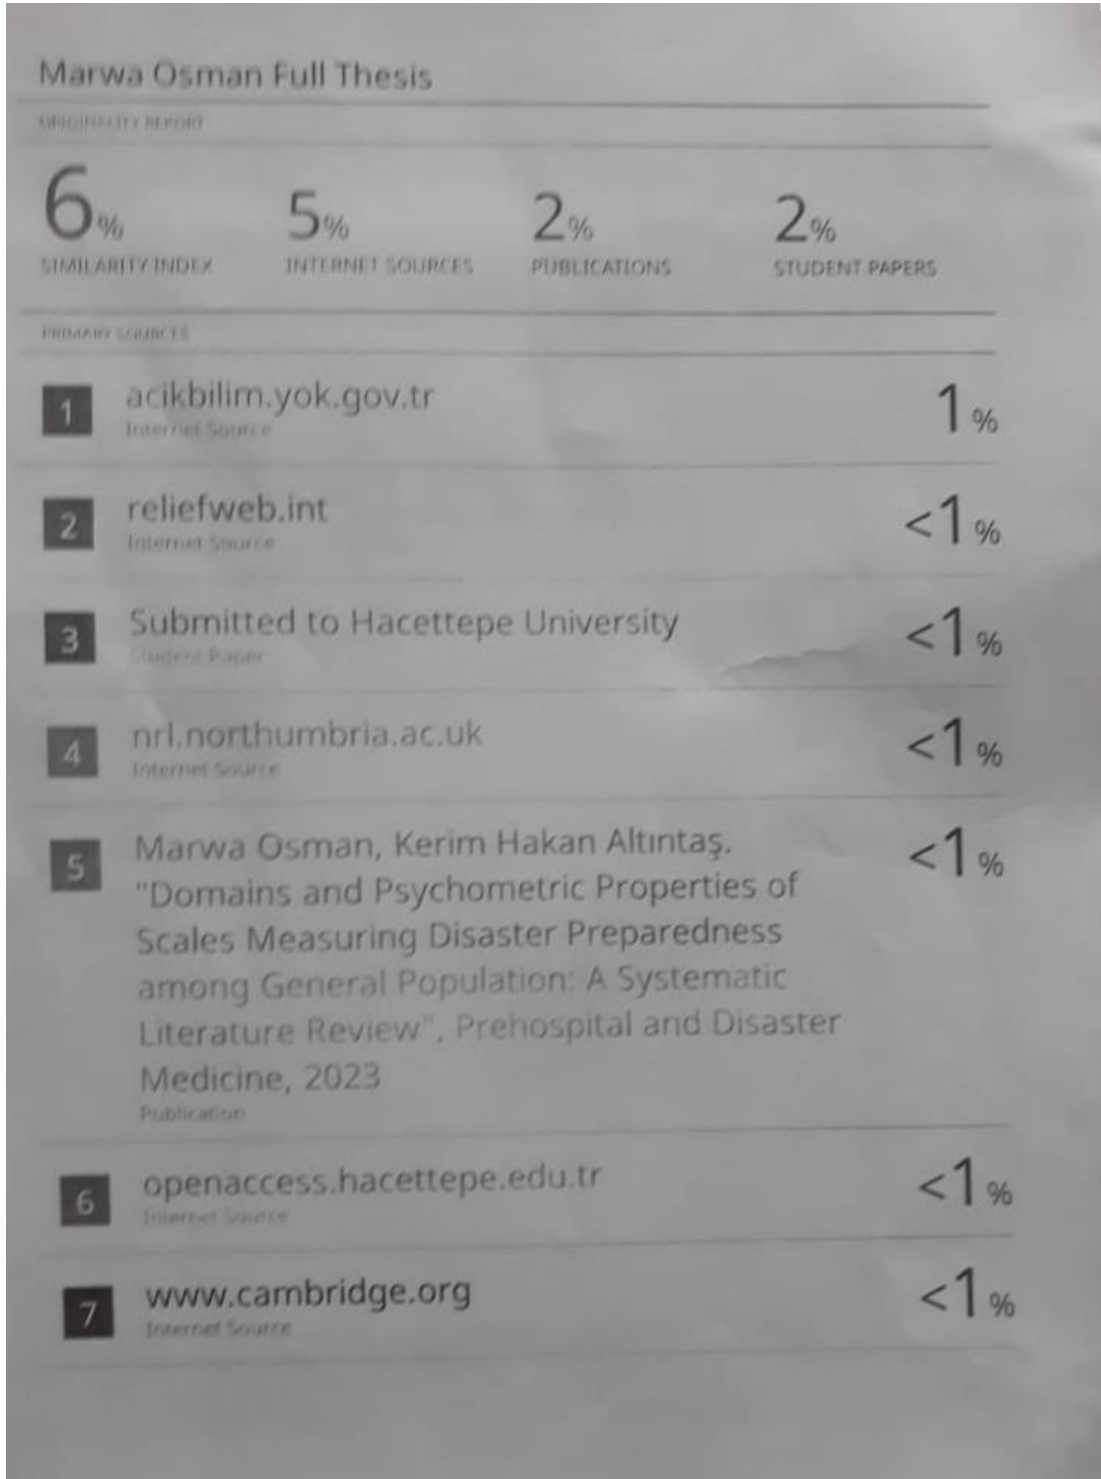 Marwa Osman Full Thesis
ORIGINALITY REPORT
6%
SIMILARITY INDEX
5%
INTERNET SOURCES
2%
PUBLICATIONS
2%
STUDENT PAPERS
PRIMARY SOURCES
1
acikbilim.yok.gov.tr
Internet Source
1%
2
reliefweb.int
Internet Source
<1%
3
Submitted to Hacettepe University
Student Paper
<1%
4
nrl.northumbria.ac.uk
Internet Source
<1%
5
Marwa Osman, Kerim Hakan Altıntaş.
"Domains and Psychometric Properties of
Scales Measuring Disaster Preparedness
among General Population: A Systematic
Literature Review", Prehospital and Disaster
Medicine, 2023
Publication
<1%
6
openaccess.hacettepe.edu.tr
Internet Source
<1%
7
www.cambridge.org
Internet Source
<1%